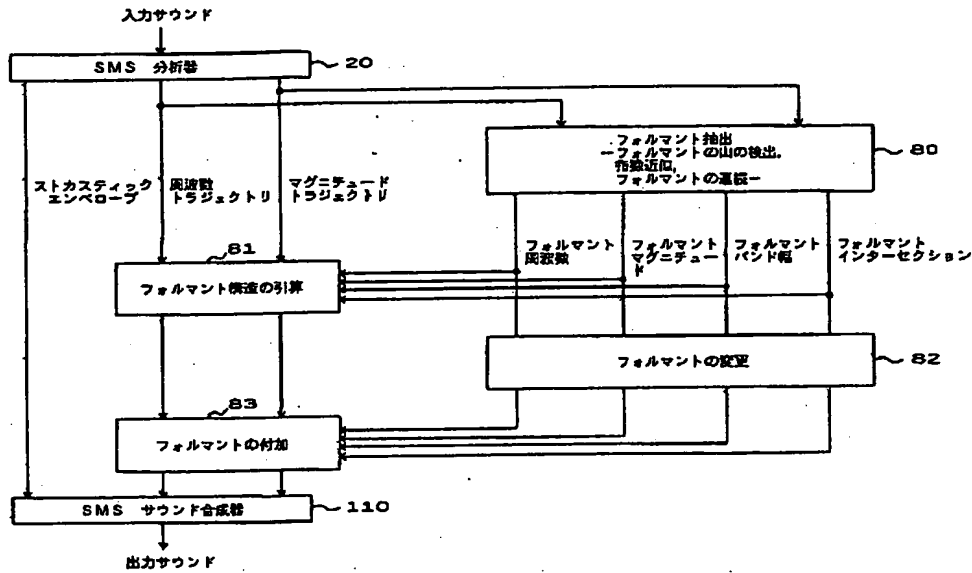 入力サウンド
SMS 分析器
20
フォルマント抽出
ーフォルマントの山の検出,
指数近似,
フォルマントの連続ー
80
ストカスティック
エンベロープ
周波数
トラジェクトリ
マグニチュード
トラジェクトリ
フォルマント
周波数
フォルマント
マグニチュー
ド
フォルマント
バンド幅
フォルマント
インターセクション
81
フォルマント構造の引算
フォルマントの変更
82
83
フォルマントの付加
SMS サウンド合成器
110
出力サウンド